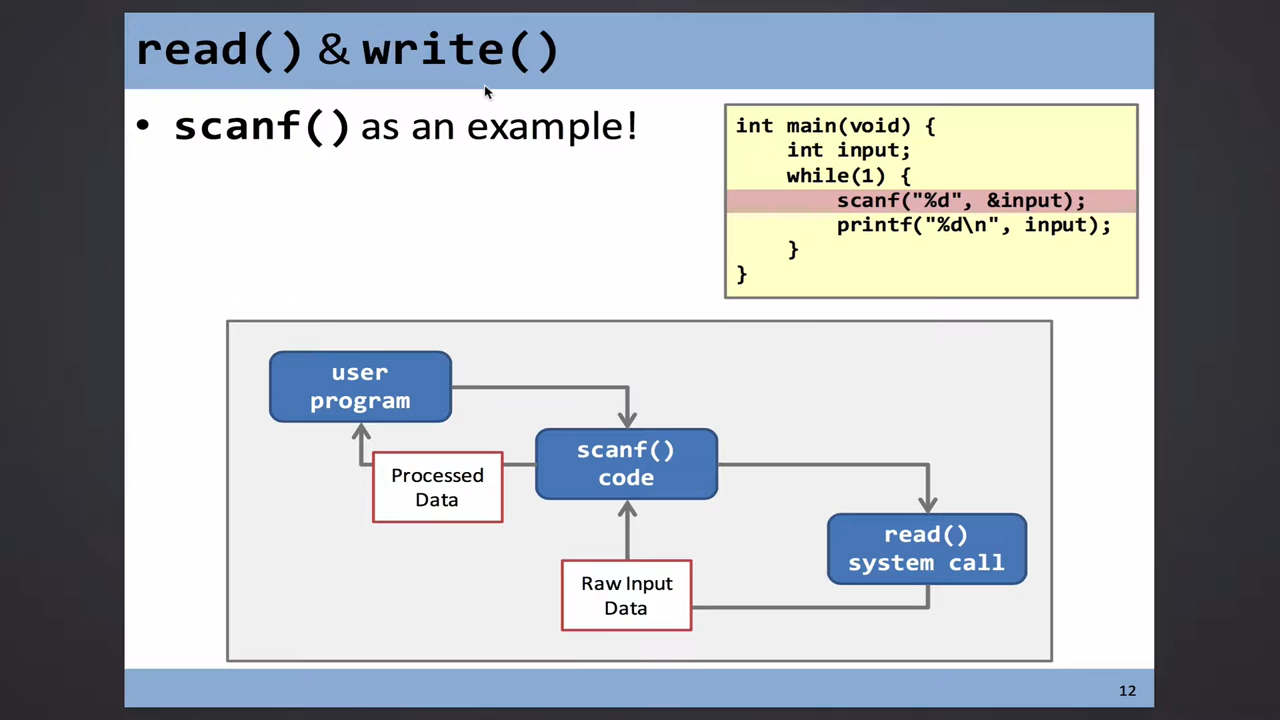 read() & write()
• scanf() as an example!
int main(void) {
    int input;
    while(1) {
        scanf("%d", &input);
        printf("%d\n", input);
    }
}
user
program
scanf()
code
Processed
Data
read()
system call
Raw Input
Data
12